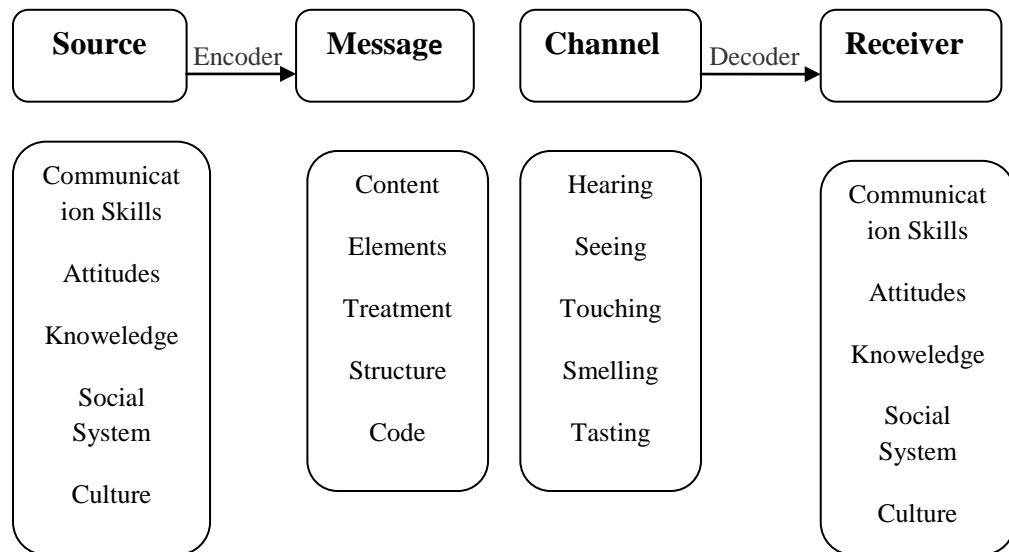 Source
Encoder
Message
Channel
Decoder
Receiver
Communicat
ion Skills
Attitudes
Knoweledge
Social
System
Culture
Content
Elements
Treatment
Structure
Code
Hearing
Seeing
Touching
Smelling
Tasting
Communicat
ion Skills
Attitudes
Knoweledge
Social
System
Culture